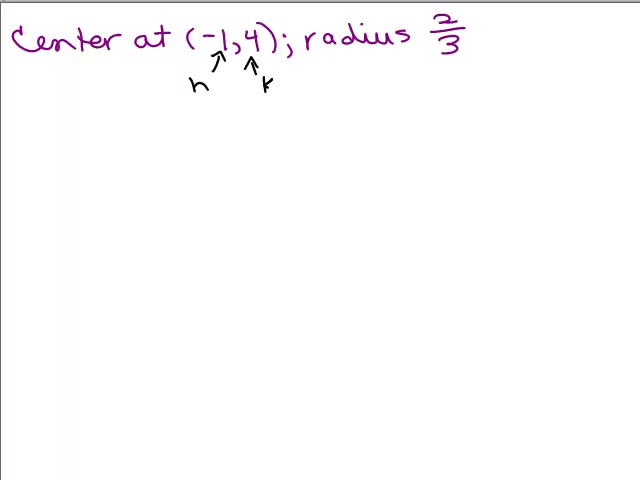 Center at (-1,4); radius 2/3
h k